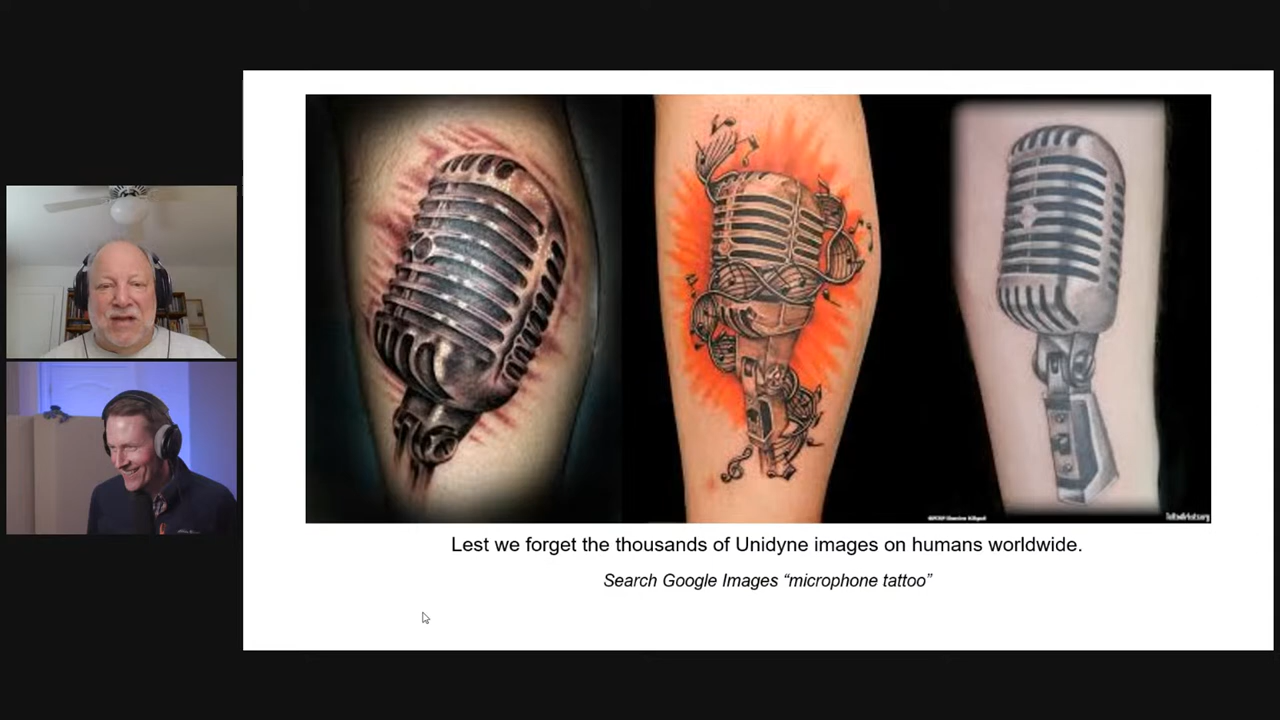 Lest we forget the thousands of Unidyne images on humans worldwide.
Search Google Images “microphone tattoo”